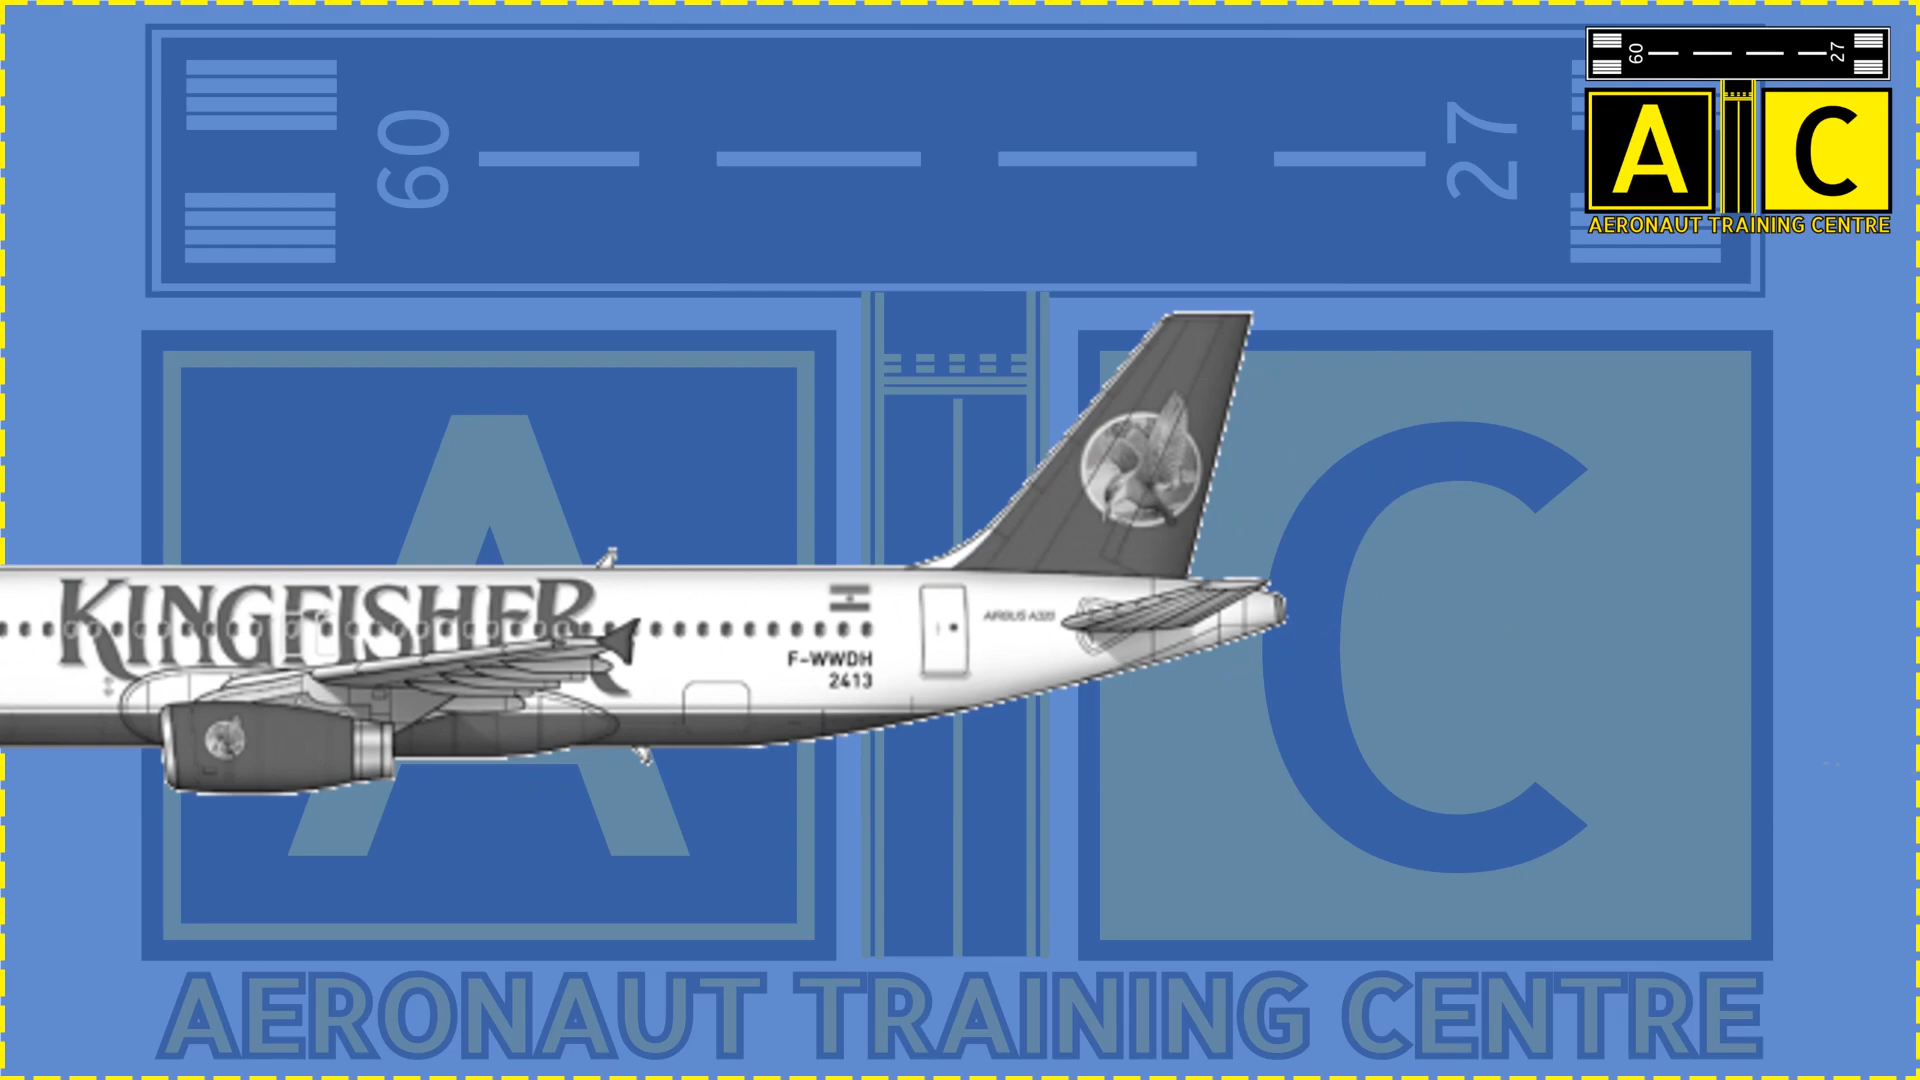 60
27
60
27
A
C
AERONAUT TRAINING CENTRE
A
C
KINGFISHER
AIRBUS A320
F-WWDH
2413
AERONAUT TRAINING CENTRE